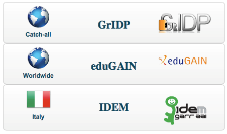 Catch-all GrIDP GrIDP
Worldwide eduGAIN eduGAIN
Italy IDEM idem
garr aai